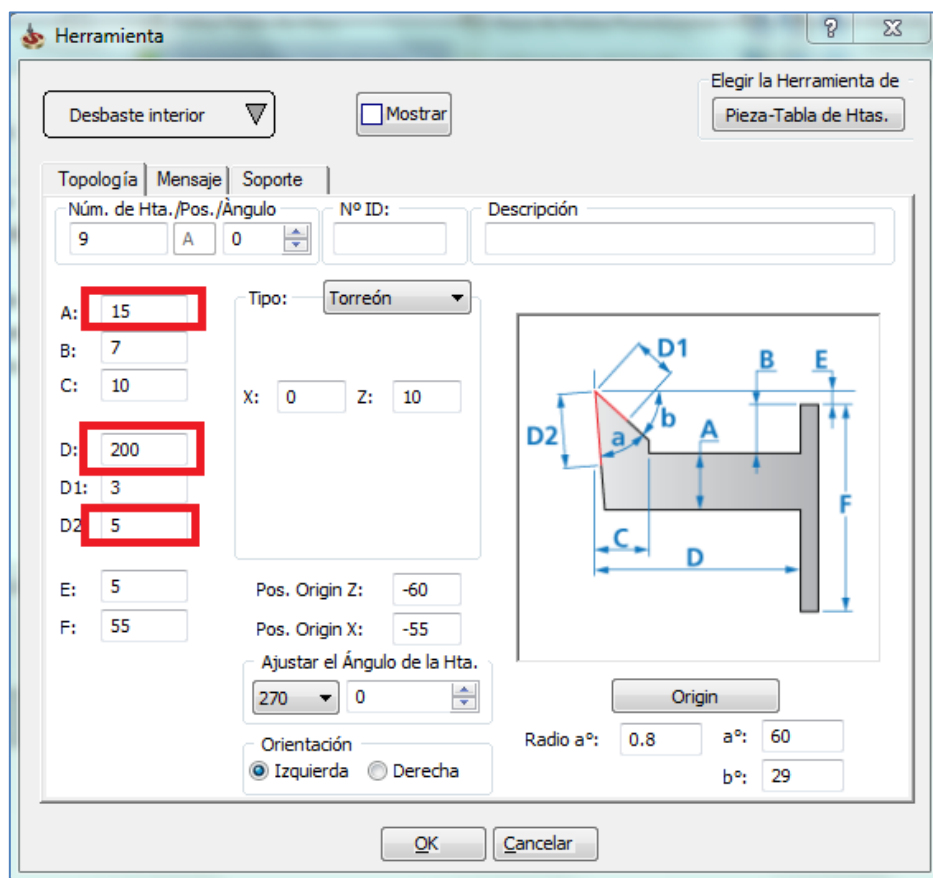 Herramienta
Elegir la Herramienta de
Desbaste interior
Mostrar
Pieza-Tabla de Htas.
Topología Mensaje Soporte
Núm. de Hta./Pos./Àngulo Nº ID: Descripción
9 A 0
A: 15
Tipo: Torreón
B: 7
C: 10
X: 0 Z: 10
D: 200
D1: 3
D2 5
E: 5
F: 55
Pos. Origin Z: -60
Pos. Origin X: -55
Ajustar el Ángulo de la Hta.
270 0
Orientación
Izquierda Derecha
D1
B E
D2 a b A
F
C
D
Origin
Radio aº: 0.8 aº: 60
bº: 29
OK Cancelar